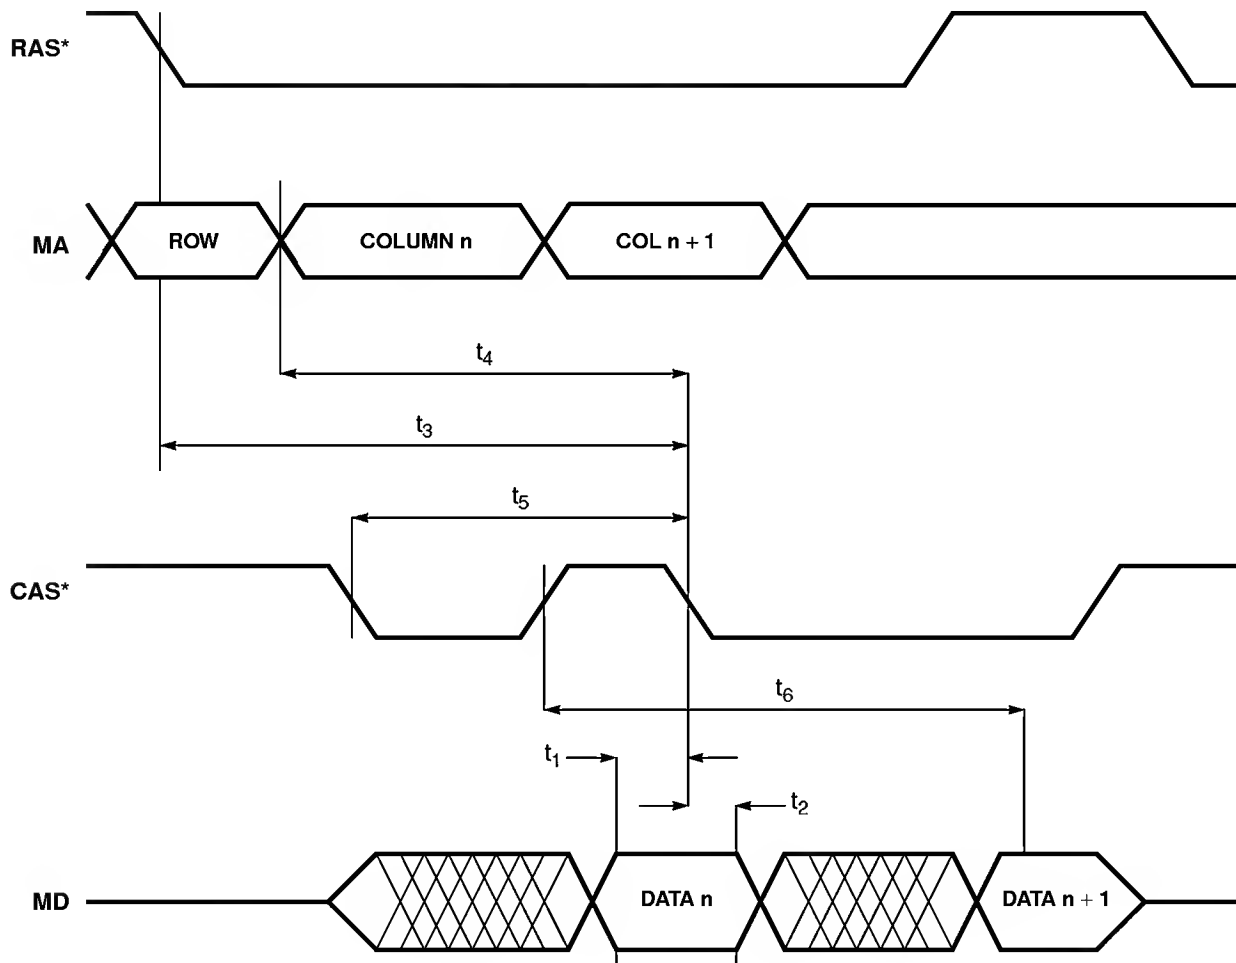 RAS*
MA
ROW
COLUMN n
COL n + 1
t4
t3
t5
CAS*
t6
t1
t2
MD
DATA n
DATA n + 1